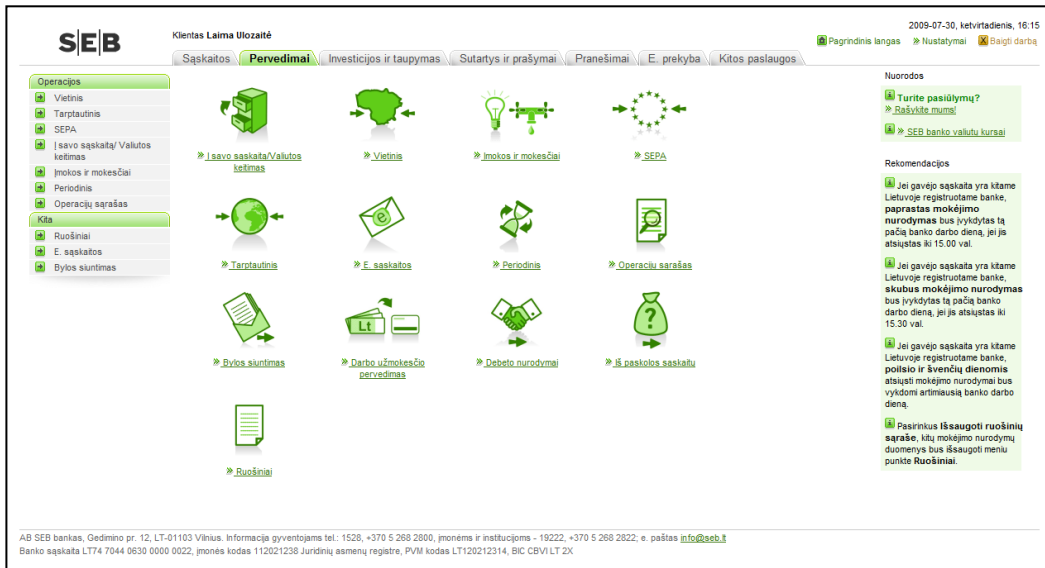 2009-07-30, ketvirtadienis, 16:15
SEB
Klientas Laima Ulozaitė
Pagrindinis langas » Nustatymai Baigti darbą
Sąskaitos Pervedimai Investicijos ir taupymas Sutartys ir prašymai Pranešimai E. prekyba Kitos paslaugos
Operacijos
Vietinis
Tarptautinis
SEPA
Į savo sąskaitą/ Valiutos
keitimas
Įmokos ir mokesčiai
Periodinis
Operacijų sąrašas
Kita
Ruošiniai
E. sąskaitos
Bylos siuntimas
» Į savo sąskaitą/Valiutos
keitimas
» Vietinis
» Įmokos ir mokesčiai
» SEPA
e
» Tarptautinis
» E. sąskaitos
» Periodinis
» Operacijų sąrašas
Lt
?
» Bylos siuntimas
» Darbo užmokesčio
pervedimas
» Debeto nurodymai
» Iš paskolos sąskaitų
» Ruošiniai
Nuorodos
Turite pasiūlymų?
» Rašykite mums!
» SEB banko valiutų kursai
Rekomendacijos
Jei gavėjo sąskaita yra kitame
Lietuvoje registruotame banke,
paprastas mokėjimo
nurodymas bus įvykdytas tą
pačią banko darbo dieną, jei jis
atsiųstas iki 15.00 val.
Jei gavėjo sąskaita yra kitame
Lietuvoje registruotame banke,
skubus mokėjimo nurodymas
bus įvykdytas tą pačią banko
darbo dieną, jei jis atsiųstas iki
15.30 val.
Jei gavėjo sąskaita yra kitame
Lietuvoje registruotame banke,
poilsio ir švenčių dienomis
atsiųsti mokėjimo nurodymai bus
vykdomi artimiausią banko darbo
dieną.
Pasirinkus Išsaugoti ruošinių
sąraše, kitų mokėjimo nurodymų
duomenys bus išsaugoti meniu
punkte Ruošiniai.
AB SEB bankas, Gedimino pr. 12, LT-01103 Vilnius. Informacija gyventojams tel.: 1528, +370 5 268 2800, įmonėms ir institucijoms - 19222, +370 5 268 2822; e. paštas info@seb.lt
Banko sąskaita LT74 7044 0630 0000 0022, įmonės kodas 112021238 Juridinių asmenų registre, PVM kodas LT120212314, BIC CBVI LT 2X